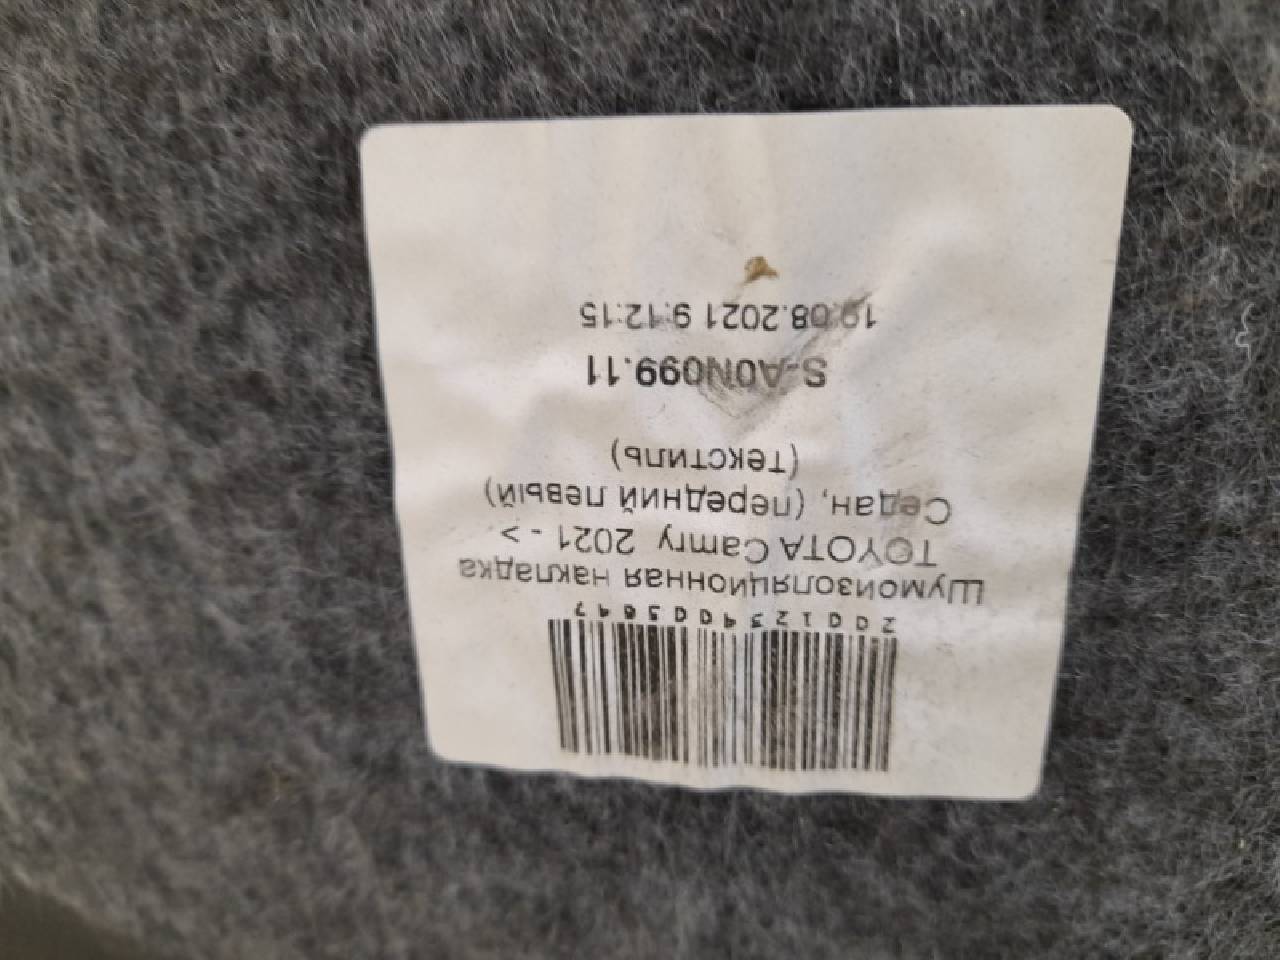 2001234005647
Шумоизоляционная накладка
TOYOTA Camry 2021 - >
Седан, (передний левый)
(текстиль)
S-A0N099.11
19.08.2021 9:12:15